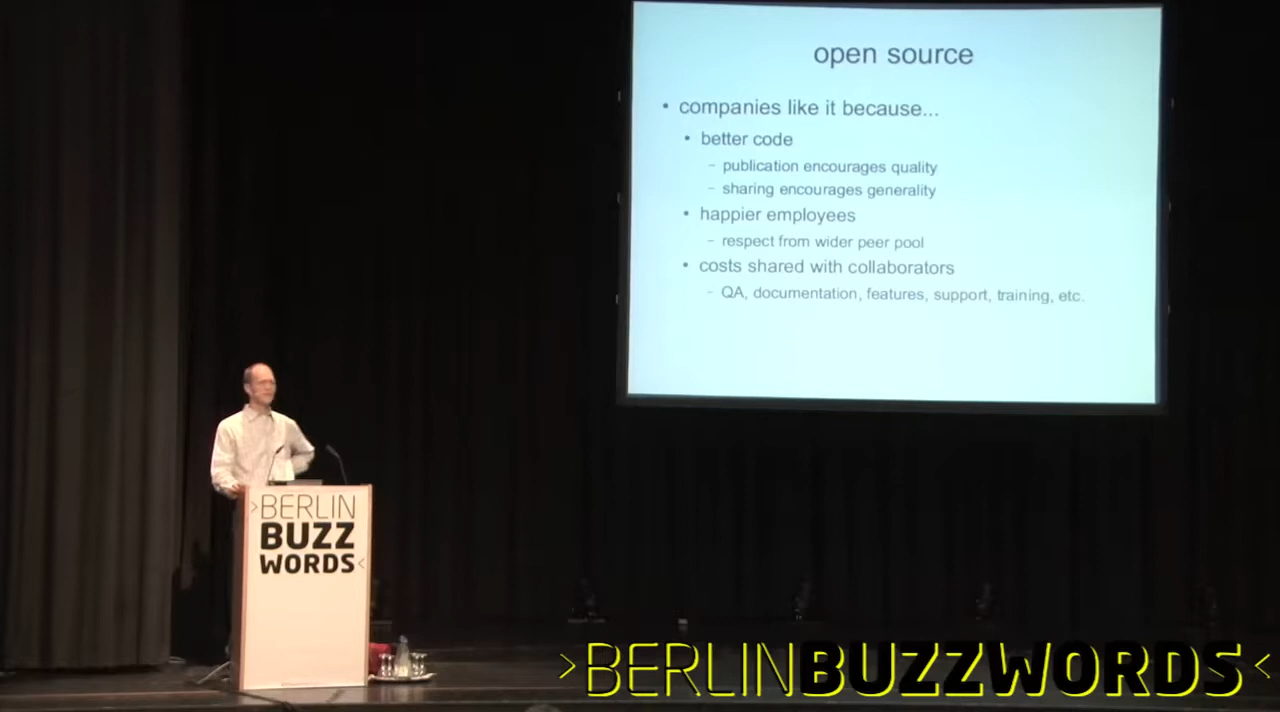 open source
• companies like it because...
• better code
– publication encourages quality
– sharing encourages generality
• happier employees
– respect from wider peer pool
• costs shared with collaborators
– QA, documentation, features, support, training, etc.
>BERLIN
BUZZ
WORDS<
>BERLINBUZZWORDS<